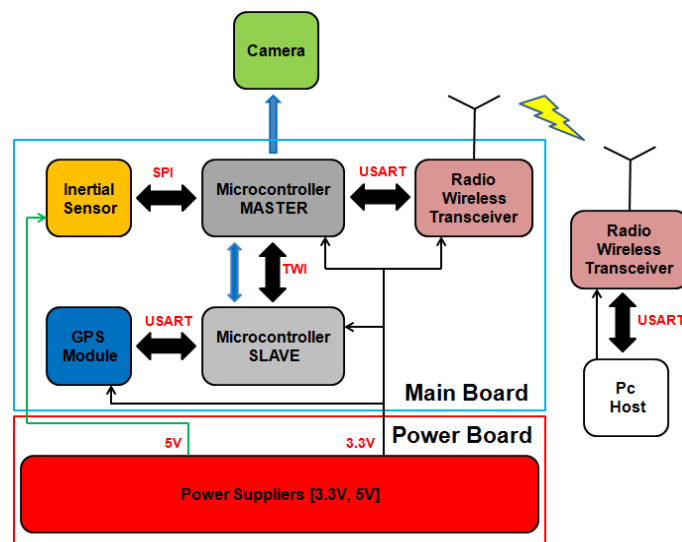 Camera
Inertial
Sensor
SPI
Microcontroller
MASTER
USART
Radio
Wireless
Transceiver
Radio
Wireless
Transceiver
TWI
USART
GPS
Module
USART
Microcontroller
SLAVE
Pc
Host
Main Board
Power Board
5V
3.3V
Power Suppliers [3.3V, 5V]